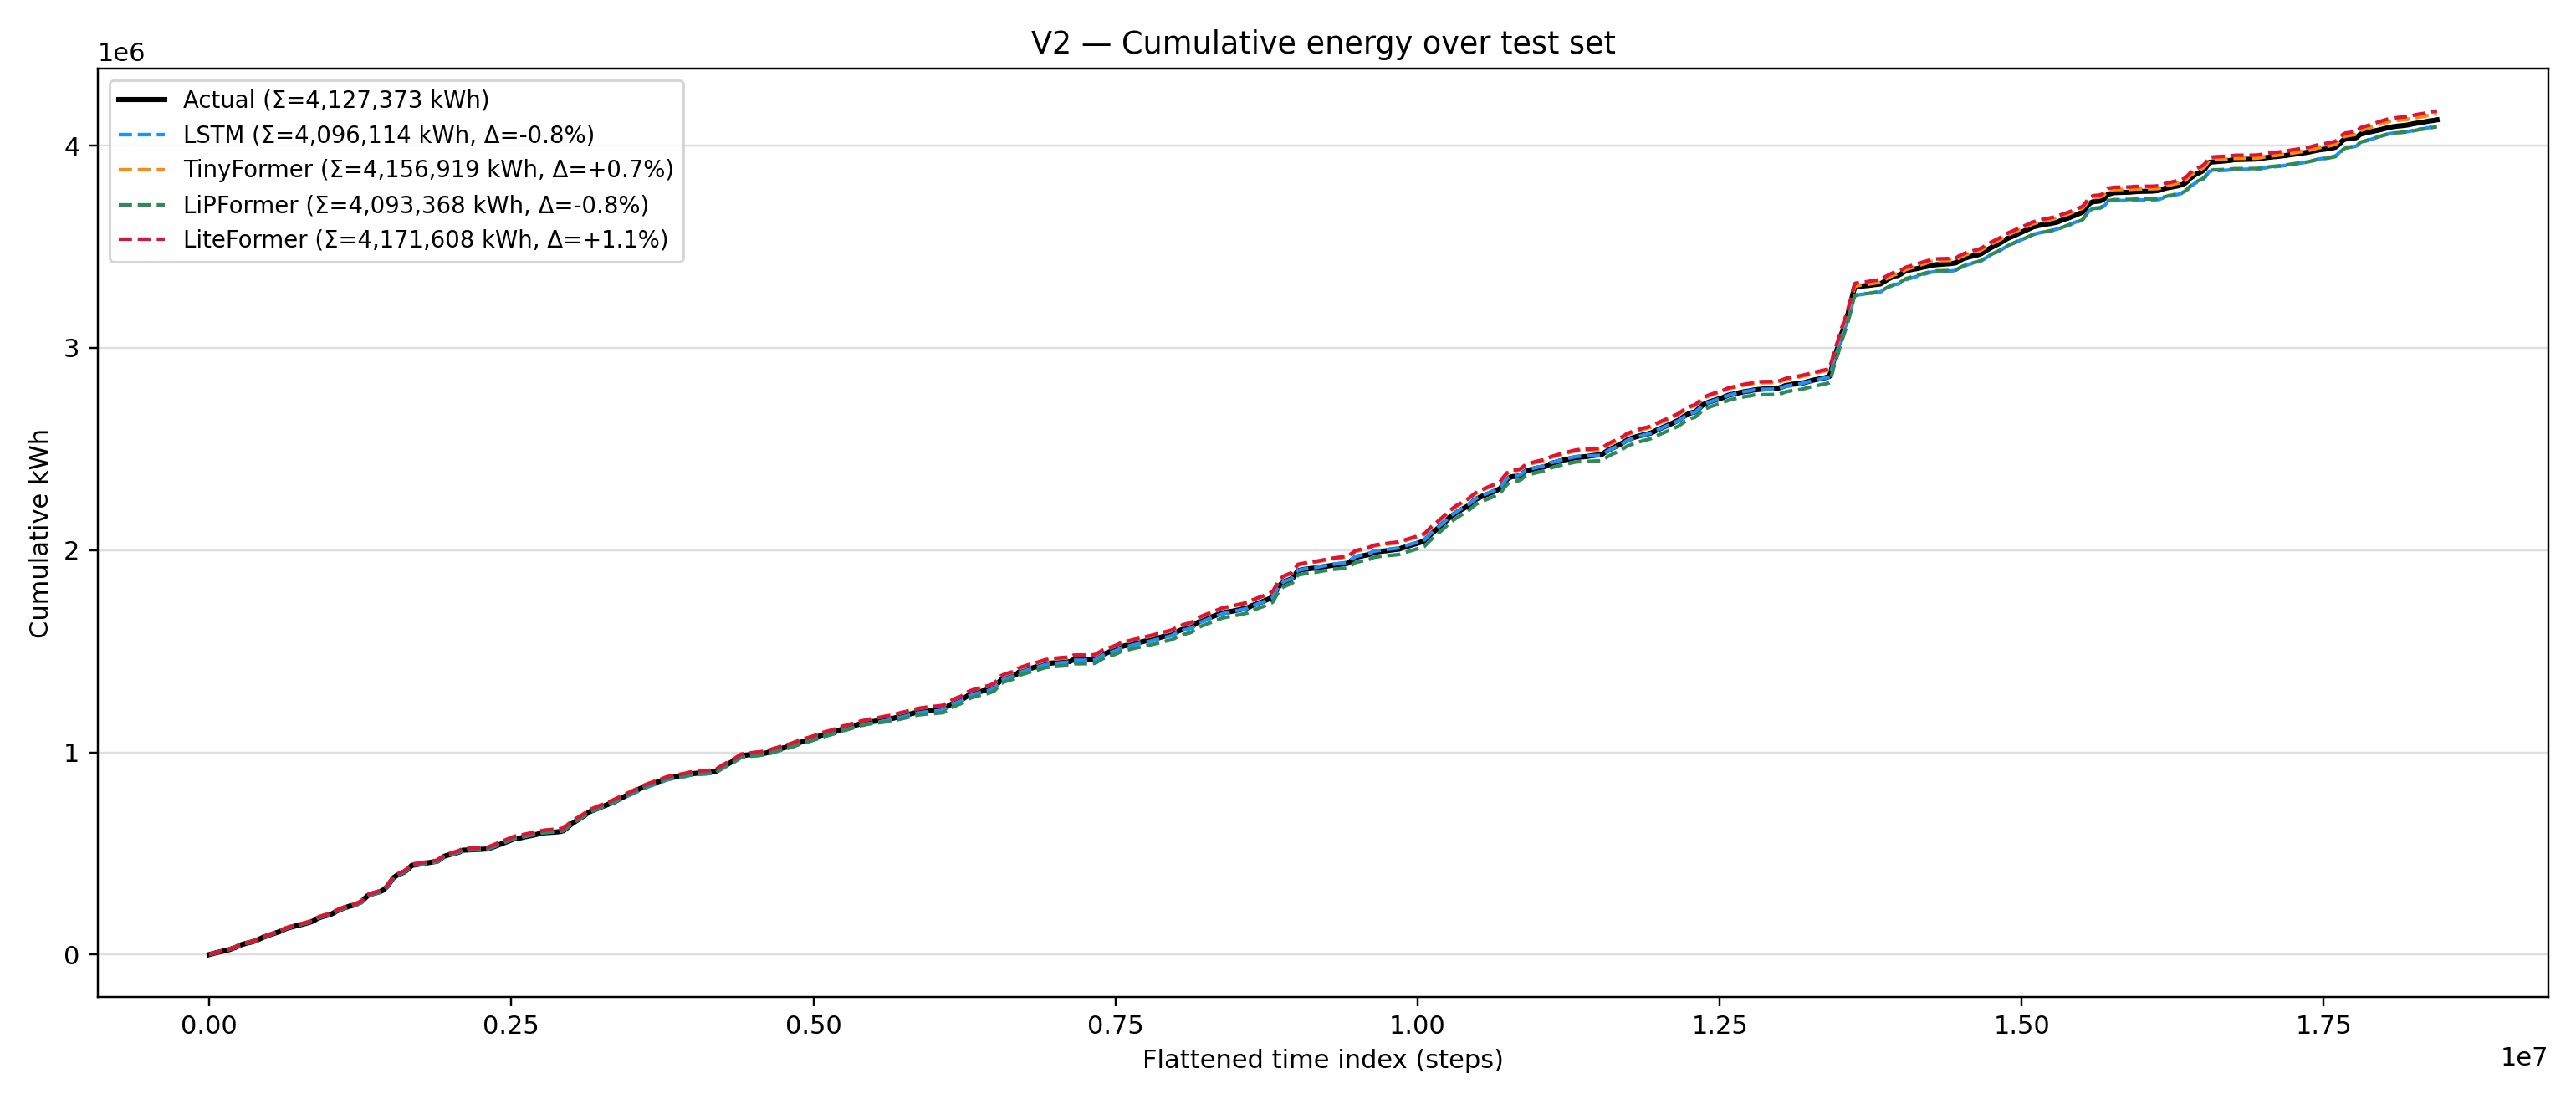 V2 — Cumulative energy over test set
1e6
Actual (Σ=4,127,373 kWh)
LSTM (Σ=4,096,114 kWh, Δ=-0.8%)
TinyFormer (Σ=4,156,919 kWh, Δ=+0.7%)
LiPFormer (Σ=4,093,368 kWh, Δ=-0.8%)
LiteFormer (Σ=4,171,608 kWh, Δ=+1.1%)
4
3
2
1
0
Cumulative kWh
0.00 0.25 0.50 0.75 1.00 1.25 1.50 1.75
Flattened time index (steps)
1e7